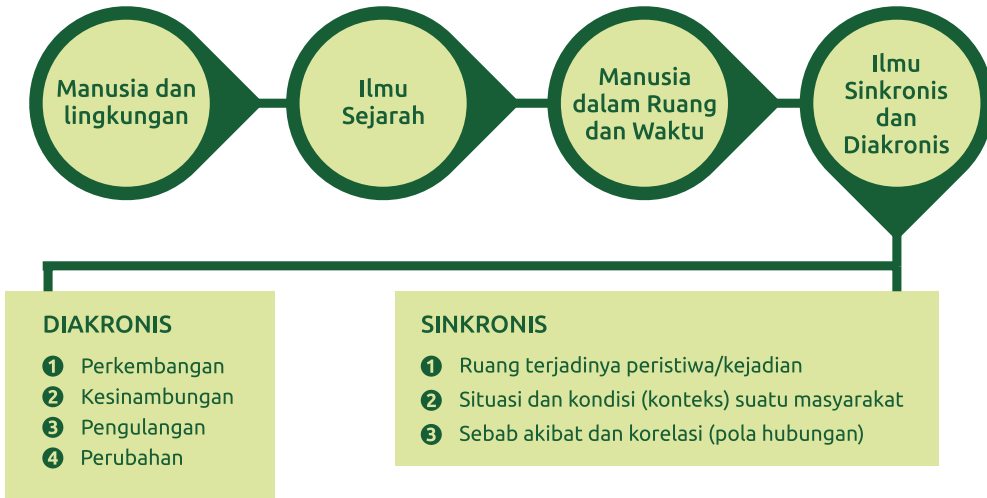 Manusia dan
lingkungan
Ilmu
Sejarah
Manusia
dalam Ruang
dan Waktu
Ilmu
Sinkronis
dan
Diakronis
DIAKRONIS
1 Perkembangan
2 Kesinambungan
3 Pengulangan
4 Perubahan
SINKRONIS
1 Ruang terjadinya peristiwa/kejadian
2 Situasi dan kondisi (konteks) suatu masyarakat
3 Sebab akibat dan korelasi (pola hubungan)